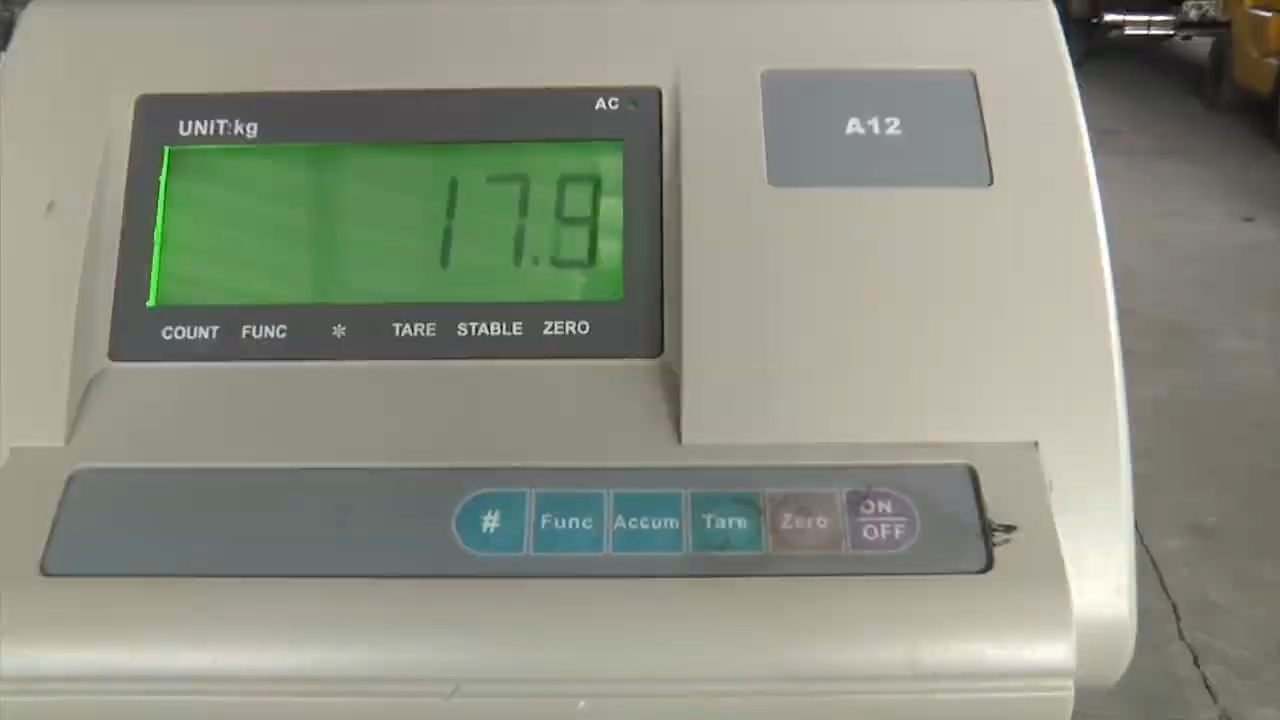 AC
UNIT:kg
A12
17.9
COUNT FUNC * TARE STABLE ZERO
# Func Accum Tare Zero ON
OFF